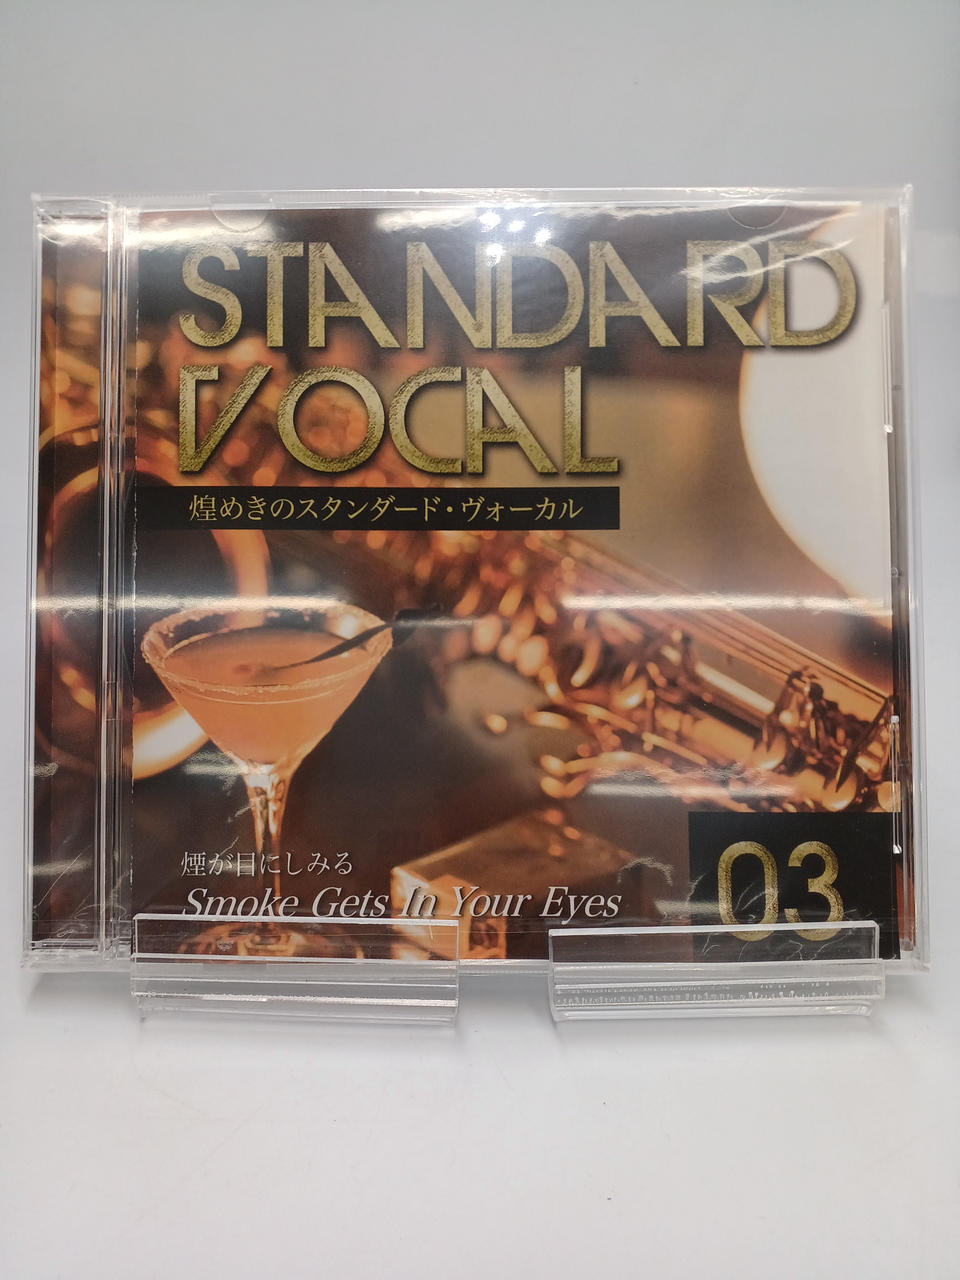 STANDARD
VOCAL
煌めきのスタンダード・ヴォーカル
煙が目にしみる
Smoke Gets In Your Eyes
03